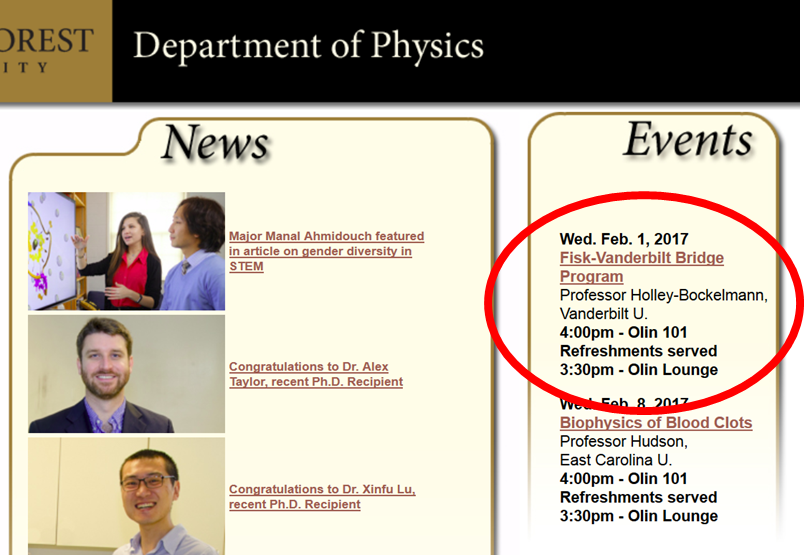 OREST
ITY
Department of Physics
News
Major Manal Ahmidouch featured
in article on gender diversity in
STEM
Congratulations to Dr. Alex
Taylor, recent Ph.D. Recipient
Congratulations to Dr. Xinfu Lu,
recent Ph.D. Recipient
Events
Wed. Feb. 1, 2017
Fisk-Vanderbilt Bridge
Program
Professor Holley-Bockelmann,
Vanderbilt U.
4:00pm - Olin 101
Refreshments served
3:30pm - Olin Lounge
Wed. Feb. 8, 2017
Biophysics of Blood Clots
Professor Hudson,
East Carolina U.
4:00pm - Olin 101
Refreshments served
3:30pm - Olin Lounge